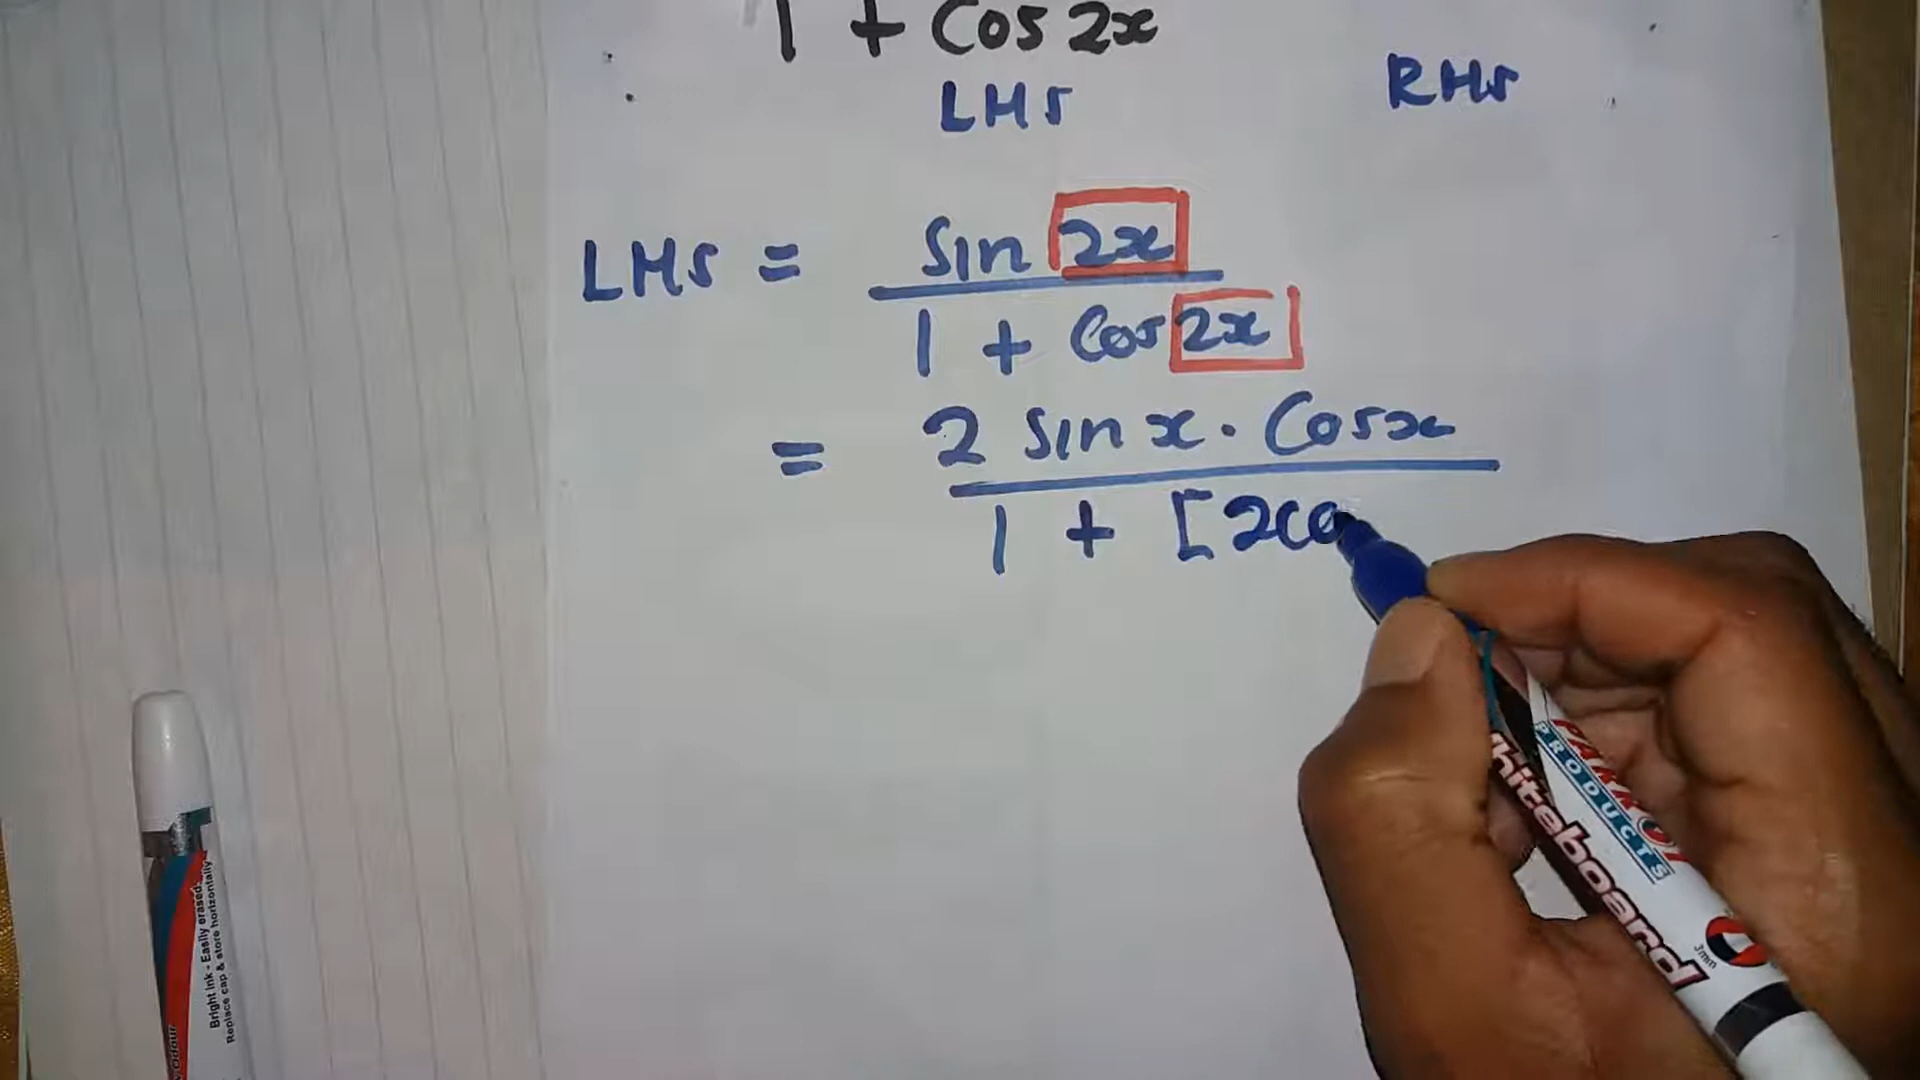 1 + Cos 2x
LHS RHS
LHS = sin 2x
1 + Cos 2x
= 2 sin x · Cos x
1 + [2co
PRODUCTS
Whiteboard
3mm
Bright ink - Easily erased.
Replace cap & store horizontally